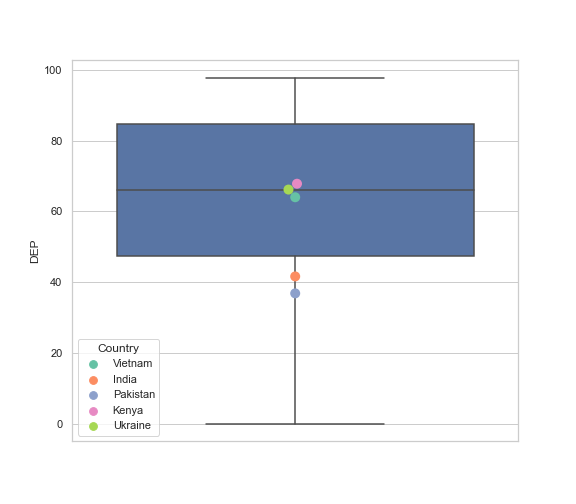 100
80
60
40
20
0
DEP
Country
Vietnam
India
Pakistan
Kenya
Ukraine